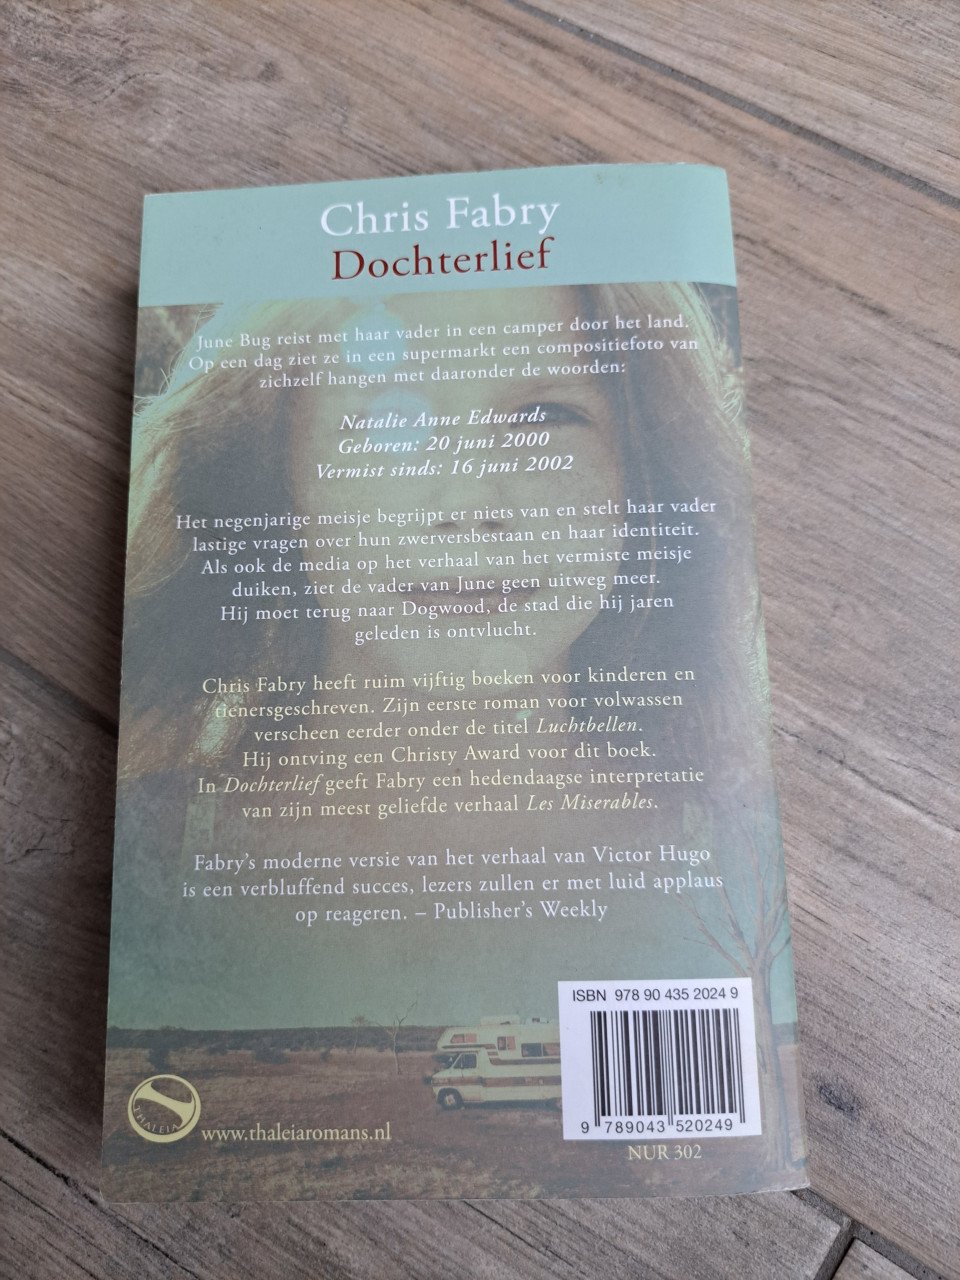 Chris Fabry
Dochterlief
June Bug reist met haar vader in een camper door het land.
Op een dag ziet ze in een supermarkt een compositiefoto van
zichzelf hangen met daaronder de woorden:
Natalie Anne Edwards
Geboren: 20 juni 2000
Vermist sinds: 16 juni 2002
Het negenjarige meisje begrijpt er niets van en stelt haar vader
lastige vragen over hun zwerversbestaan en haar identiteit.
Als ook de media op het verhaal van het vermiste meisje
duiken, ziet de vader van June geen uitweg meer.
Hij moet terug naar Dogwood, de stad die hij jaren
geleden is ontvlucht.
Chris Fabry heeft ruim vijftig boeken voor kinderen en
tienersgeschreven. Zijn eerste roman voor volwassen
verscheen eerder onder de titel Luchtbellen.
Hij ontving een Christy Award voor dit boek.
In Dochterlief geeft Fabry een hedendaagse interpretatie
van zijn meest geliefde verhaal Les Miserables.
Fabry's moderne versie van het verhaal van Victor Hugo
is een verbluffend succes, lezers zullen er met luid applaus
op reageren. – Publisher's Weekly
ISBN 978 90 435 2024 9
9 789043 520249
NUR 302
THALEIA
www.thaleiaromans.nl